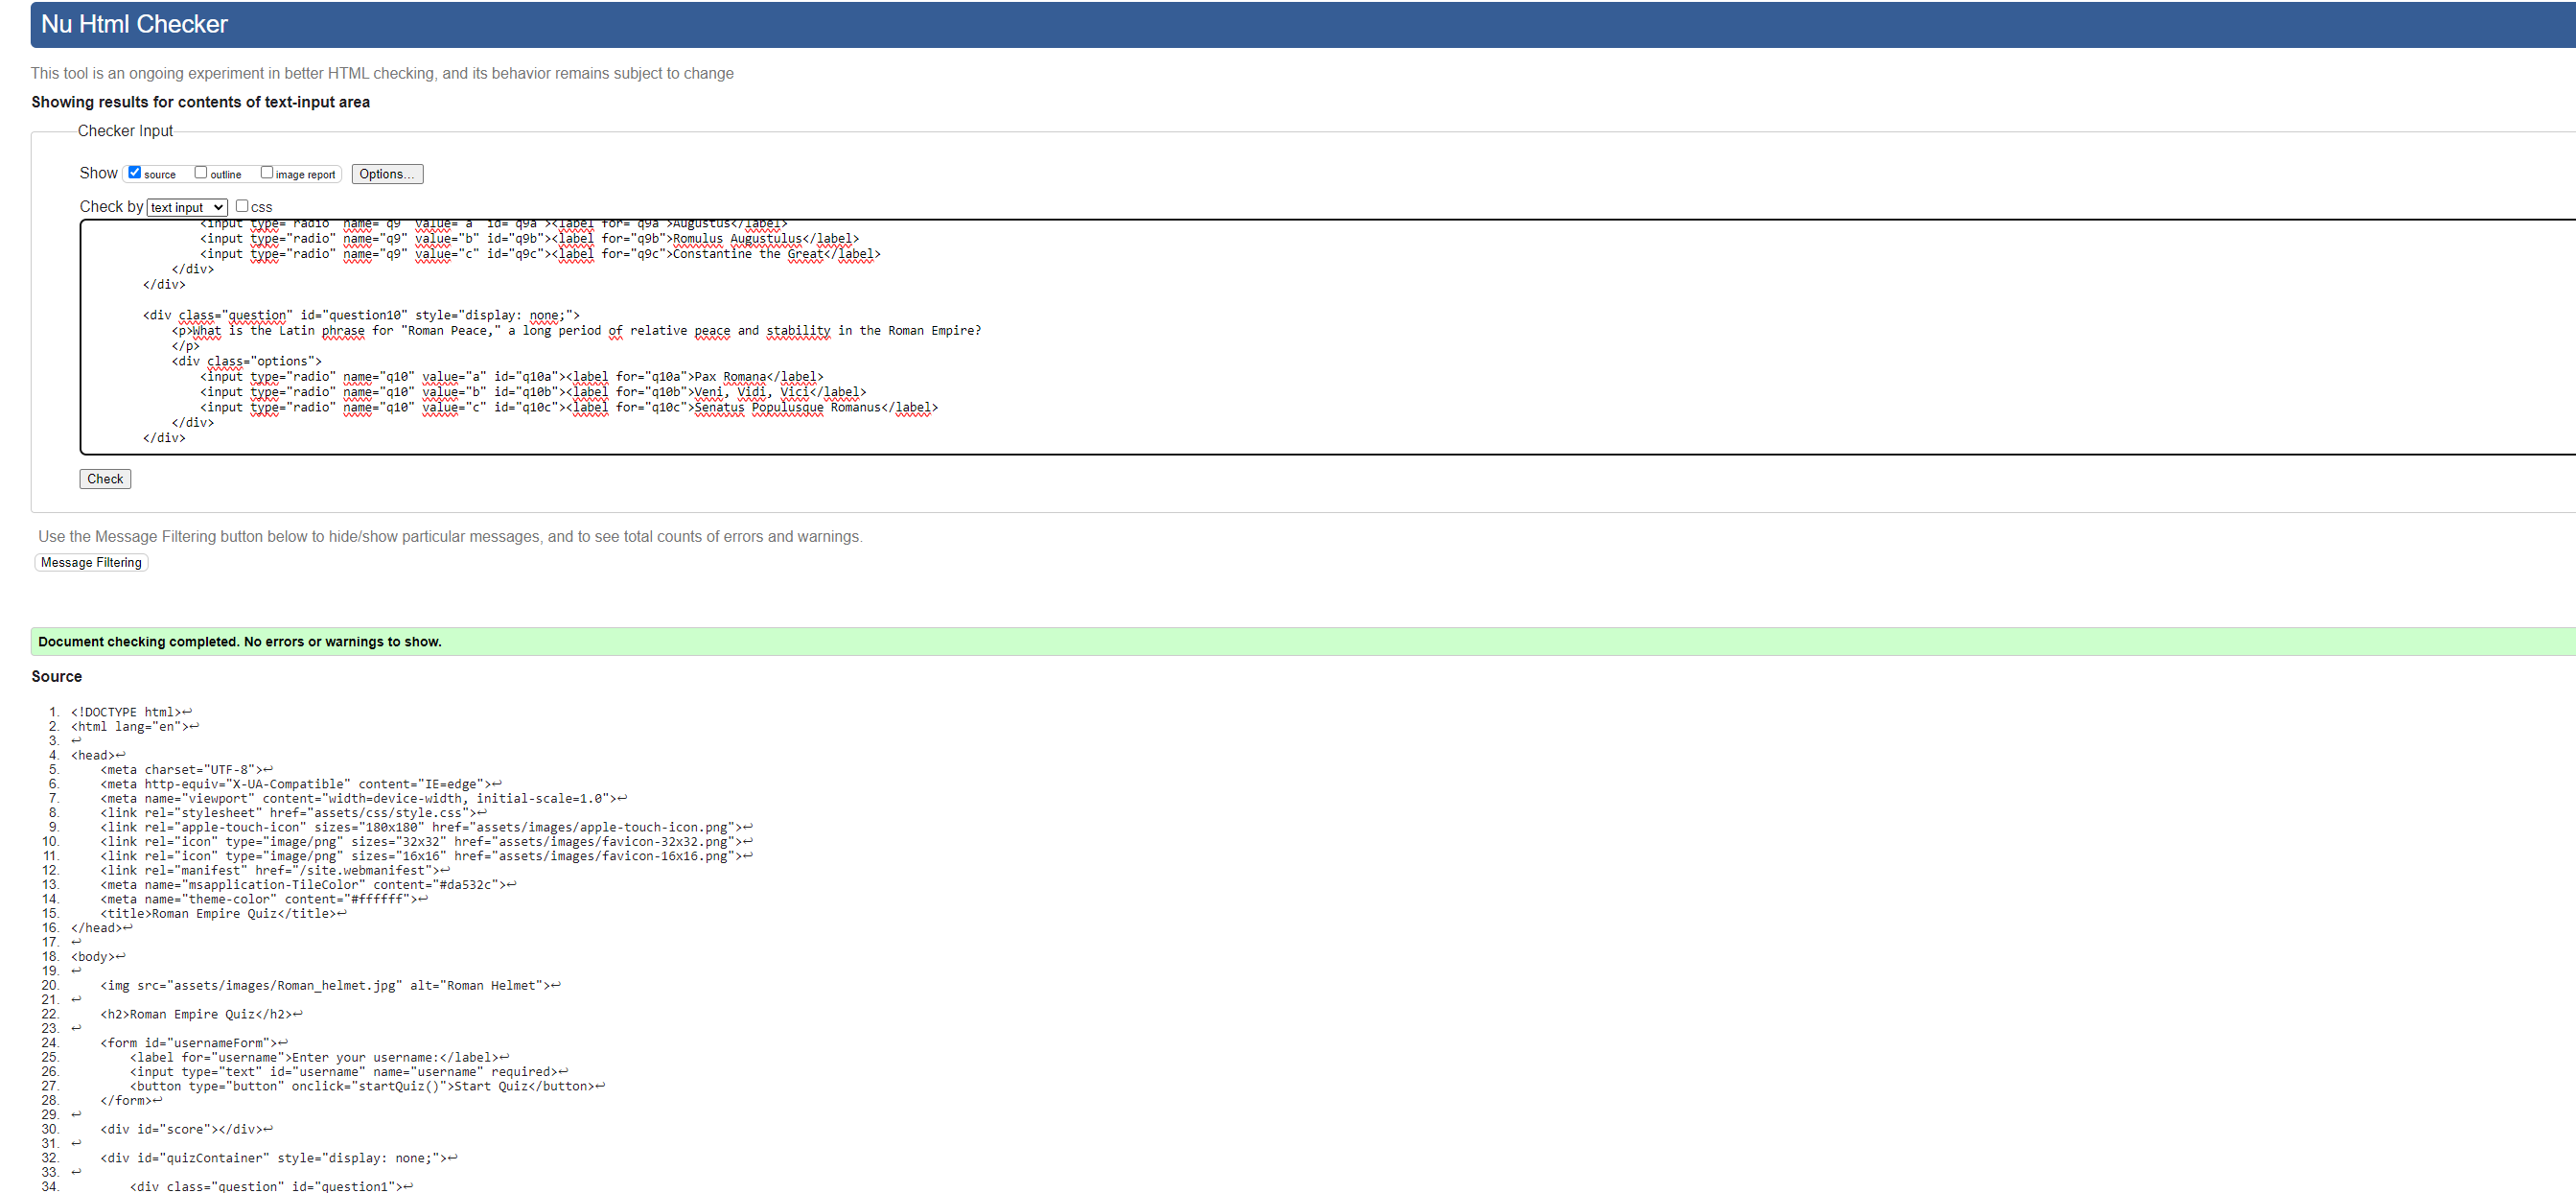 Nu Html Checker
This tool is an ongoing experiment in better HTML checking, and its behavior remains subject to change
Showing results for contents of text-input area
Checker Input
Show source outline image report Options...
Check by text input css
<input type="radio" name="q9" value="a" id="q9a"><label for="q9a">Augustus</label>
<input type="radio" name="q9" value="b" id="q9b"><label for="q9b">Romulus Augustulus</label>
<input type="radio" name="q9" value="c" id="q9c"><label for="q9c">Constantine the Great</label>
</div>
</div>
<div class="question" id="question10" style="display: none;">
<p>What is the Latin phrase for "Roman Peace," a long period of relative peace and stability in the Roman Empire?
</p>
<div class="options">
<input type="radio" name="q10" value="a" id="q10a"><label for="q10a">Pax Romana</label>
<input type="radio" name="q10" value="b" id="q10b"><label for="q10b">Veni, Vidi, Vici</label>
<input type="radio" name="q10" value="c" id="q10c"><label for="q10c">Senatus Populusque Romanus</label>
</div>
</div>
Check
Use the Message Filtering button below to hide/show particular messages, and to see total counts of errors and warnings.
Message Filtering
Document checking completed. No errors or warnings to show.
Source
1. <!DOCTYPE html>↩
2. <html lang="en">↩
3. ↩
4. <head>↩
5. <meta charset="UTF-8">↩
6. <meta http-equiv="X-UA-Compatible" content="IE=edge">↩
7. <meta name="viewport" content="width=device-width, initial-scale=1.0">↩
8. <link rel="stylesheet" href="assets/css/style.css">↩
9. <link rel="apple-touch-icon" sizes="180x180" href="assets/images/apple-touch-icon.png">↩
10. <link rel="icon" type="image/png" sizes="32x32" href="assets/images/favicon-32x32.png">↩
11. <link rel="icon" type="image/png" sizes="16x16" href="assets/images/favicon-16x16.png">↩
12. <link rel="manifest" href="/site.webmanifest">↩
13. <meta name="msapplication-TileColor" content="#da532c">↩
14. <meta name="theme-color" content="#ffffff">↩
15. <title>Roman Empire Quiz</title>↩
16. </head>↩
17. ↩
18. <body>↩
19. ↩
20. <img src="assets/images/Roman_helmet.jpg" alt="Roman Helmet">↩
21. ↩
22. <h2>Roman Empire Quiz</h2>↩
23. ↩
24. <form id="usernameForm">↩
25. <label for="username">Enter your username:</label>↩
26. <input type="text" id="username" name="username" required>↩
27. <button type="button" onclick="startQuiz()">Start Quiz</button>↩
28. </form>↩
29. ↩
30. <div id="score"></div>↩
31. ↩
32. <div id="quizContainer" style="display: none;">↩
33. ↩
34. <div class="question" id="question1">↩